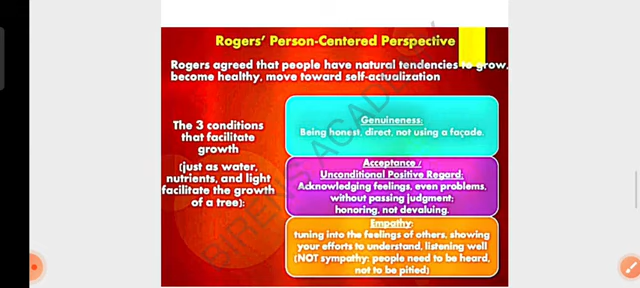 Rogers' Person-Centered Perspective
Rogers agreed that people have natural tendencies to grow,
become healthy, move toward self-actualization
The 3 conditions
that facilitate
growth
(just as water,
nutrients, and light
facilitate the growth
of a tree):
Genuineness:
Being honest, direct, not using a façade.
Acceptance /
Unconditional Positive Regard:
Acknowledging feelings, even problems,
without passing judgment;
honoring, not devaluing.
Empathy:
tuning into the feelings of others, showing
your efforts to understand, listening well
(NOT sympathy; people need to be heard,
not to be pitied)